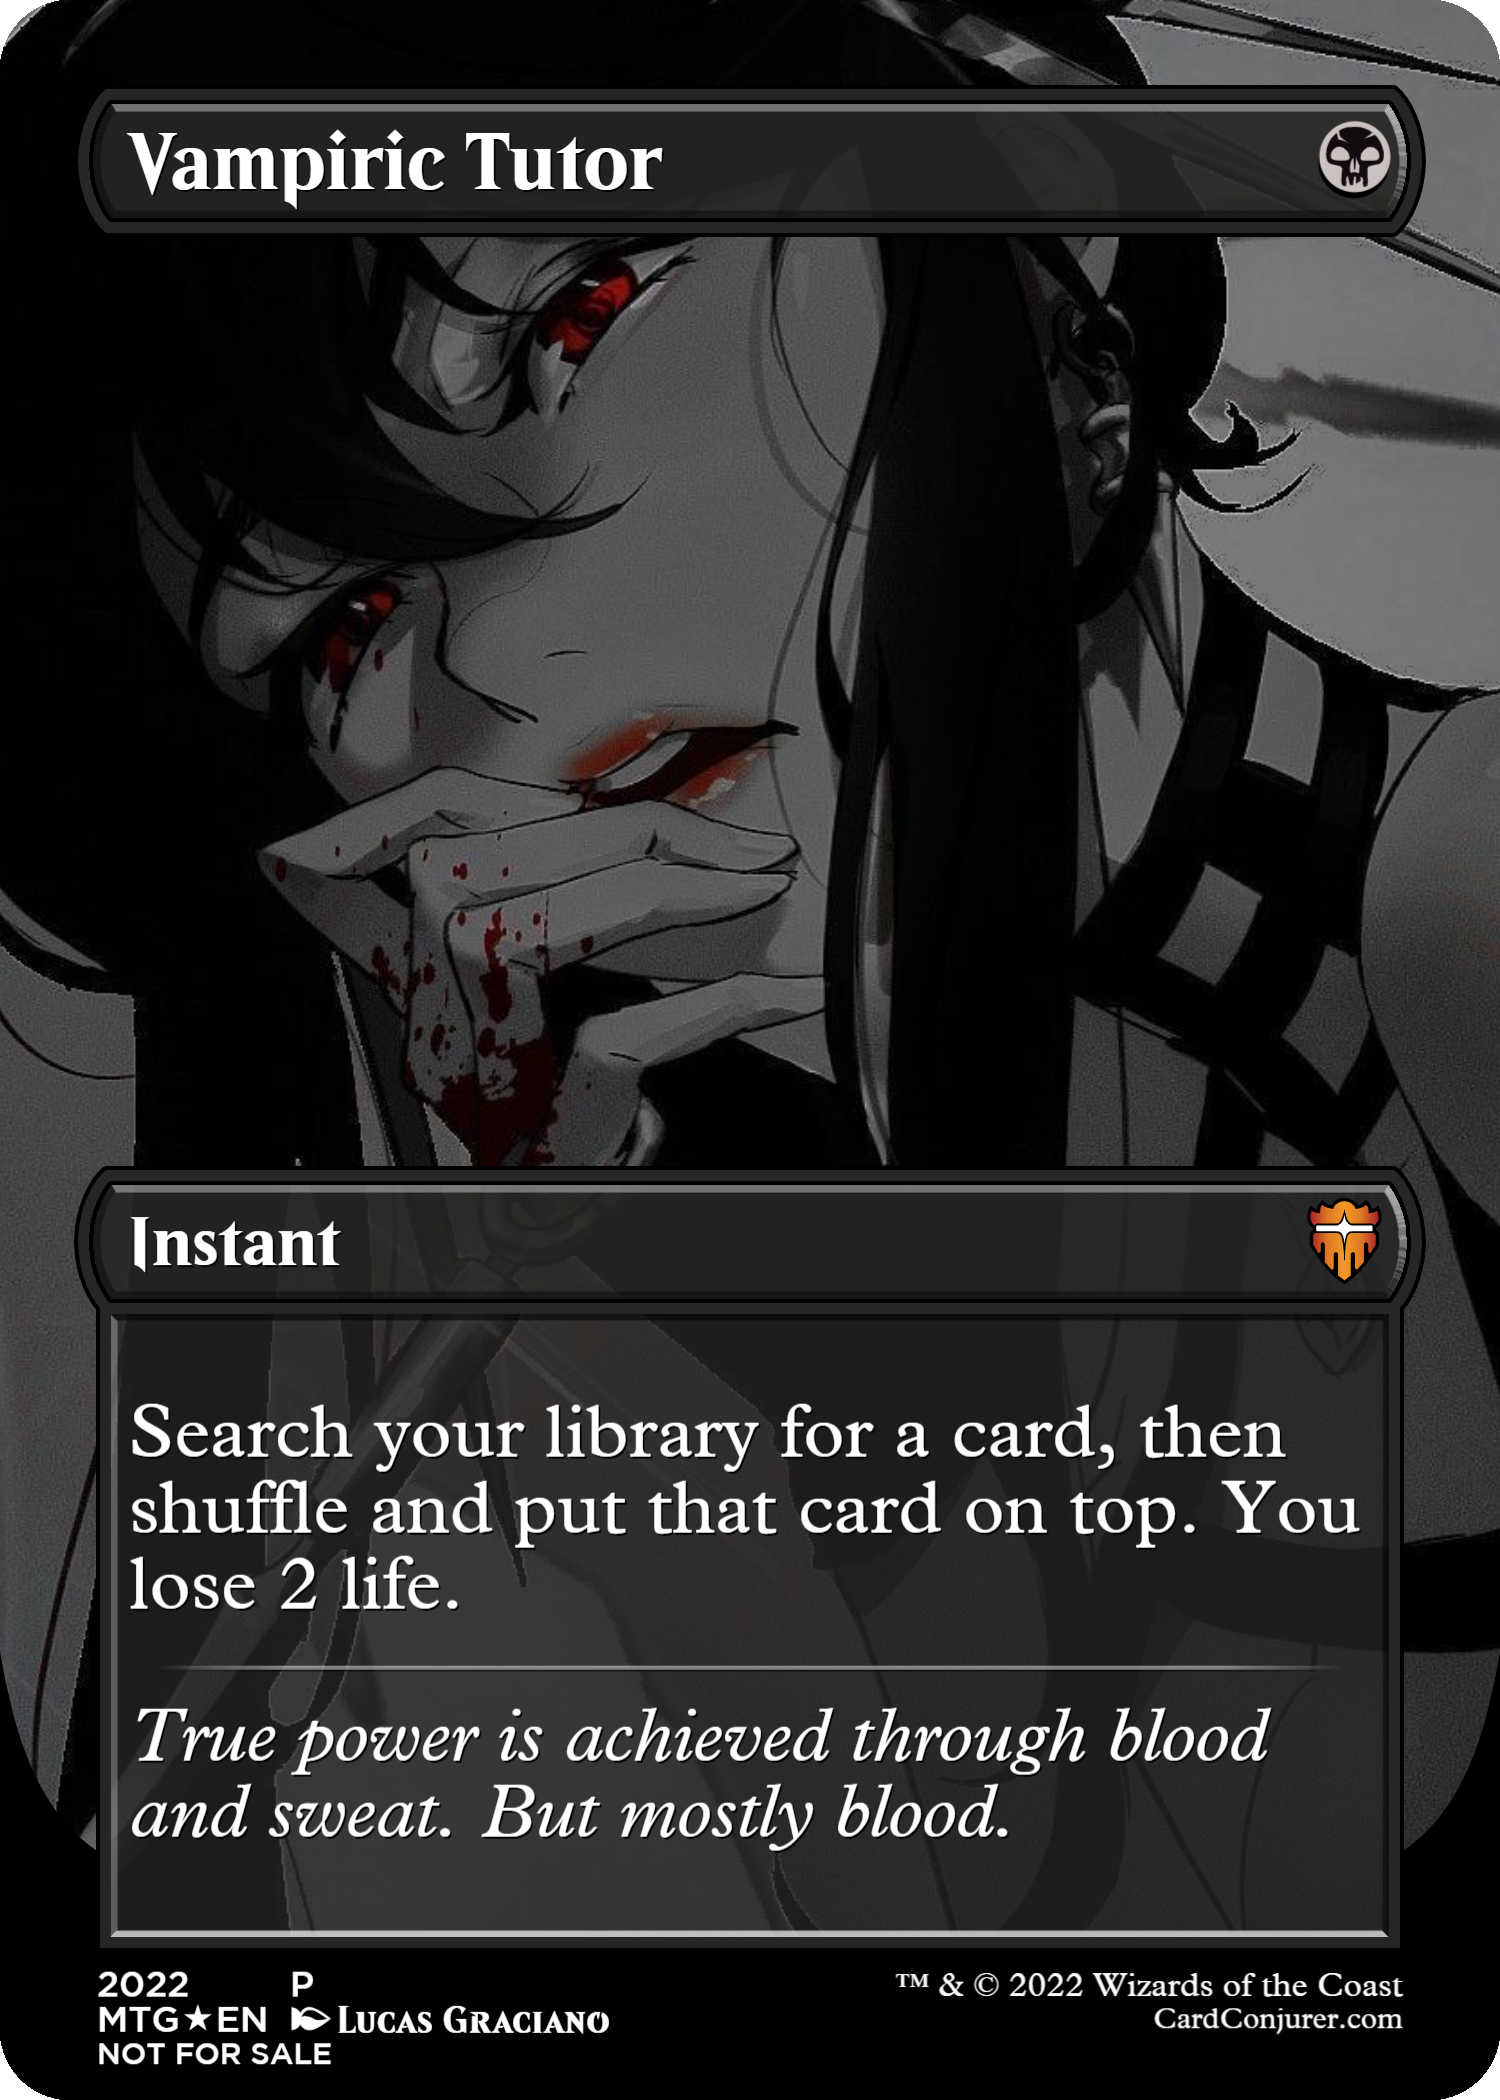 Vampiric Tutor
Instant
Search your library for a card, then
shuffle and put that card on top. You
lose 2 life.
True power is achieved through blood
and sweat. But mostly blood.
2022 P
MTG★EN LUCAS GRACIANO
NOT FOR SALE
™ & © 2022 Wizards of the Coast
CardConjurer.com